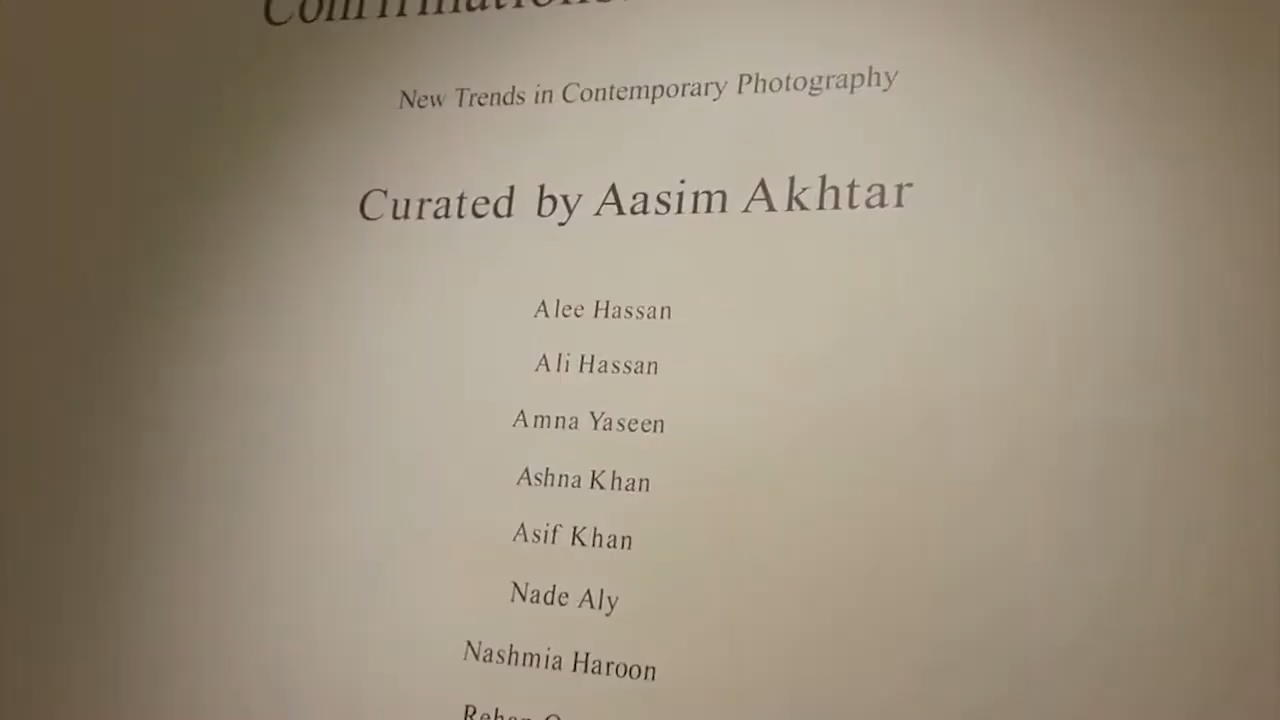 New Trends in Contemporary Photography
Curated by Aasim Akhtar
Alee Hassan
Ali Hassan
Amna Yaseen
Ashna Khan
Asif Khan
Nade Aly
Nashmia Haroon